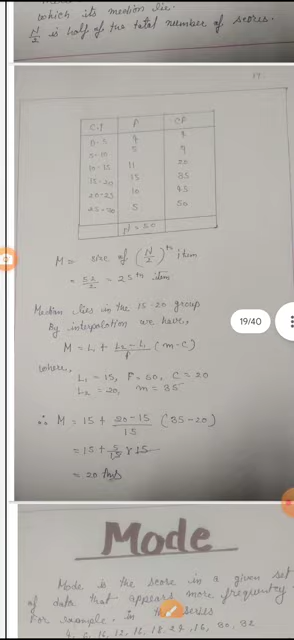 which its median lie.
N/2 is half of the total number of scores.
17
C.I F CF
0-5 4 4
5-10 5 9
10-15 11 20
15-20 15 35
20-25 10 45
25-30 5 50
N = 50
M = size of (N/2)th item
= 50/2 = 25th item
Median lies in the 15-20 group
By interpolation we have,
M = L₁ + L₂ - L₁/F (m-C)
where,
L₁ - 15, F = 50, C = 20
L₂ = 20, m = 35
∴ M = 15 + 20-15/15 (35-20)
= 15 + 5/15 × 15
= 20 Ans
19/40
Mode
Mode is the score in a given set
of data that appears more frequently
For example. In the series